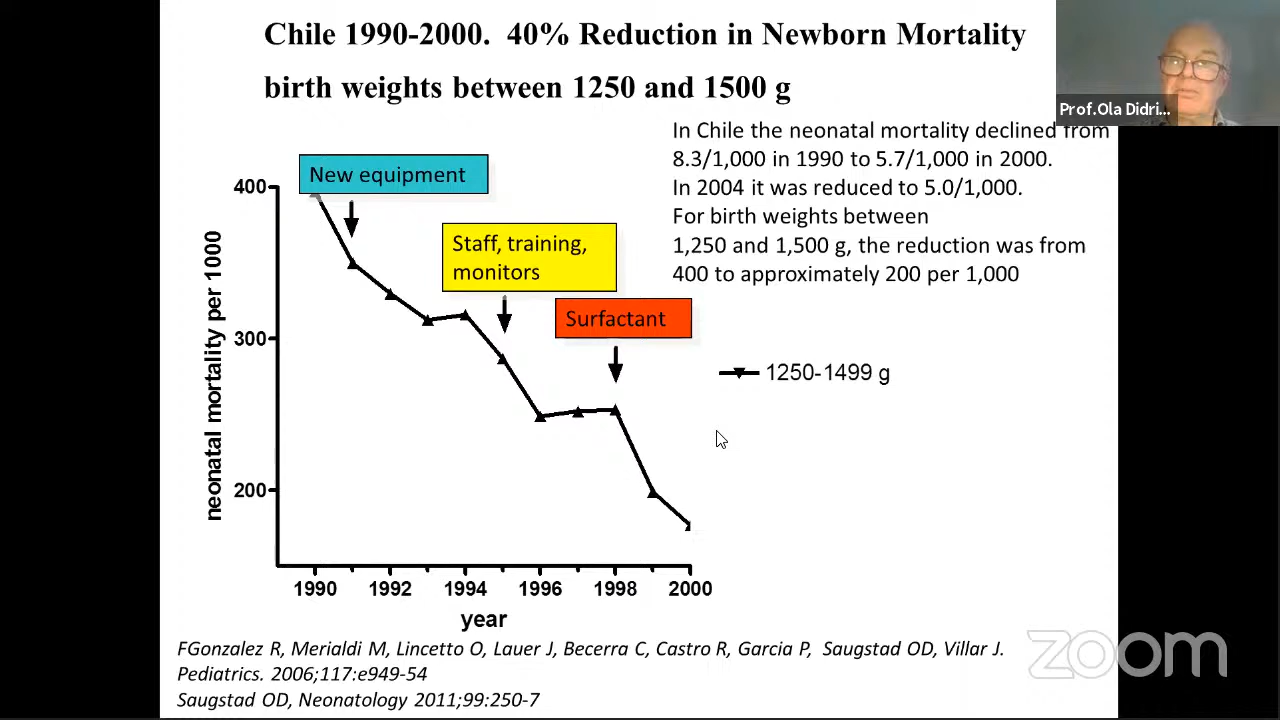 Chile 1990-2000. 40% Reduction in Newborn Mortality
birth weights between 1250 and 1500 g
Prof.Ola Didri...
In Chile the neonatal mortality declined from
8.3/1,000 in 1990 to 5.7/1,000 in 2000.
In 2004 it was reduced to 5.0/1,000.
For birth weights between
1,250 and 1,500 g, the reduction was from
400 to approximately 200 per 1,000
New equipment
Staff, training,
monitors
Surfactant
1250-1499 g
neonatal mortality per 1000
400
300
200
1990 1992 1994 1996 1998 2000
year
FGonzalez R, Merialdi M, Lincetto O, Lauer J, Becerra C, Castro R, Garcia P, Saugstad OD, Villar J.
Pediatrics. 2006;117:e949-54
Saugstad OD, Neonatology 2011;99:250-7
zoom